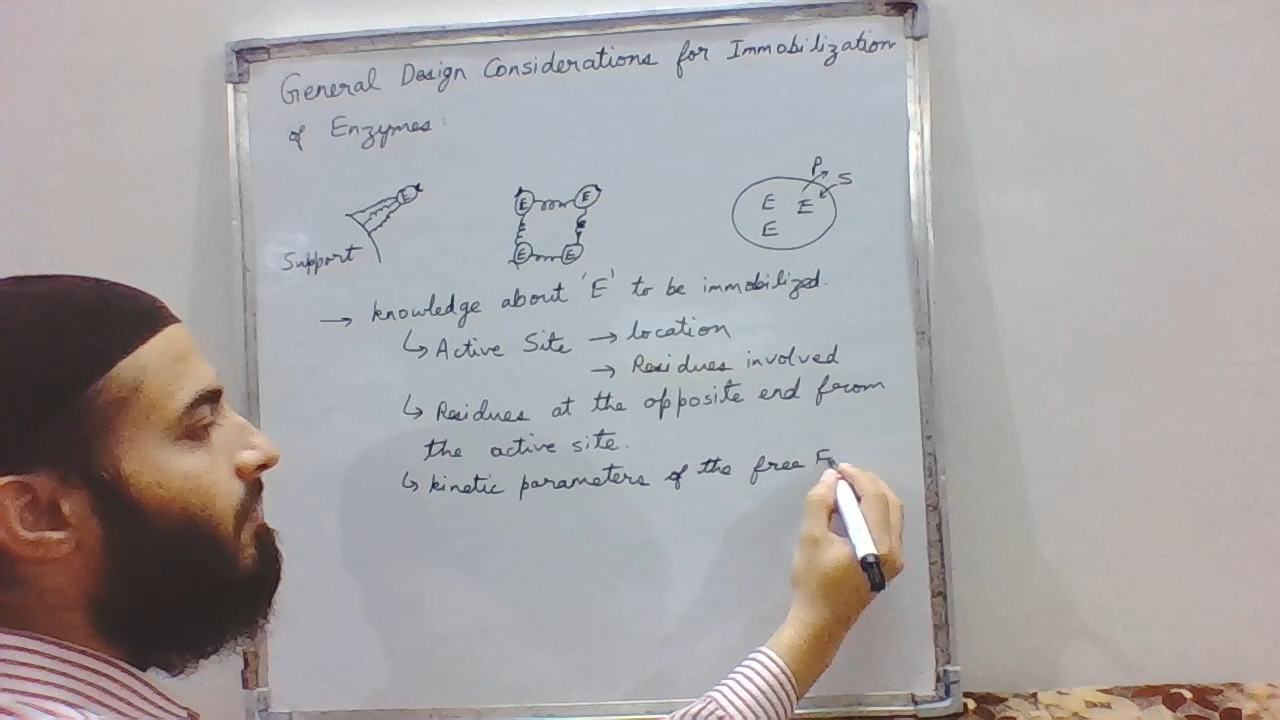 General Design Considerations for Immobilization
of Enzymes
P
S
E
E E
E
E
E
E
E E
Support
→ knowledge about 'E' to be immobilized.
↳ Active Site → location
→ Residues involved
↳ Residues at the opposite end from
the active site.
↳ kinetic parameters of the free E